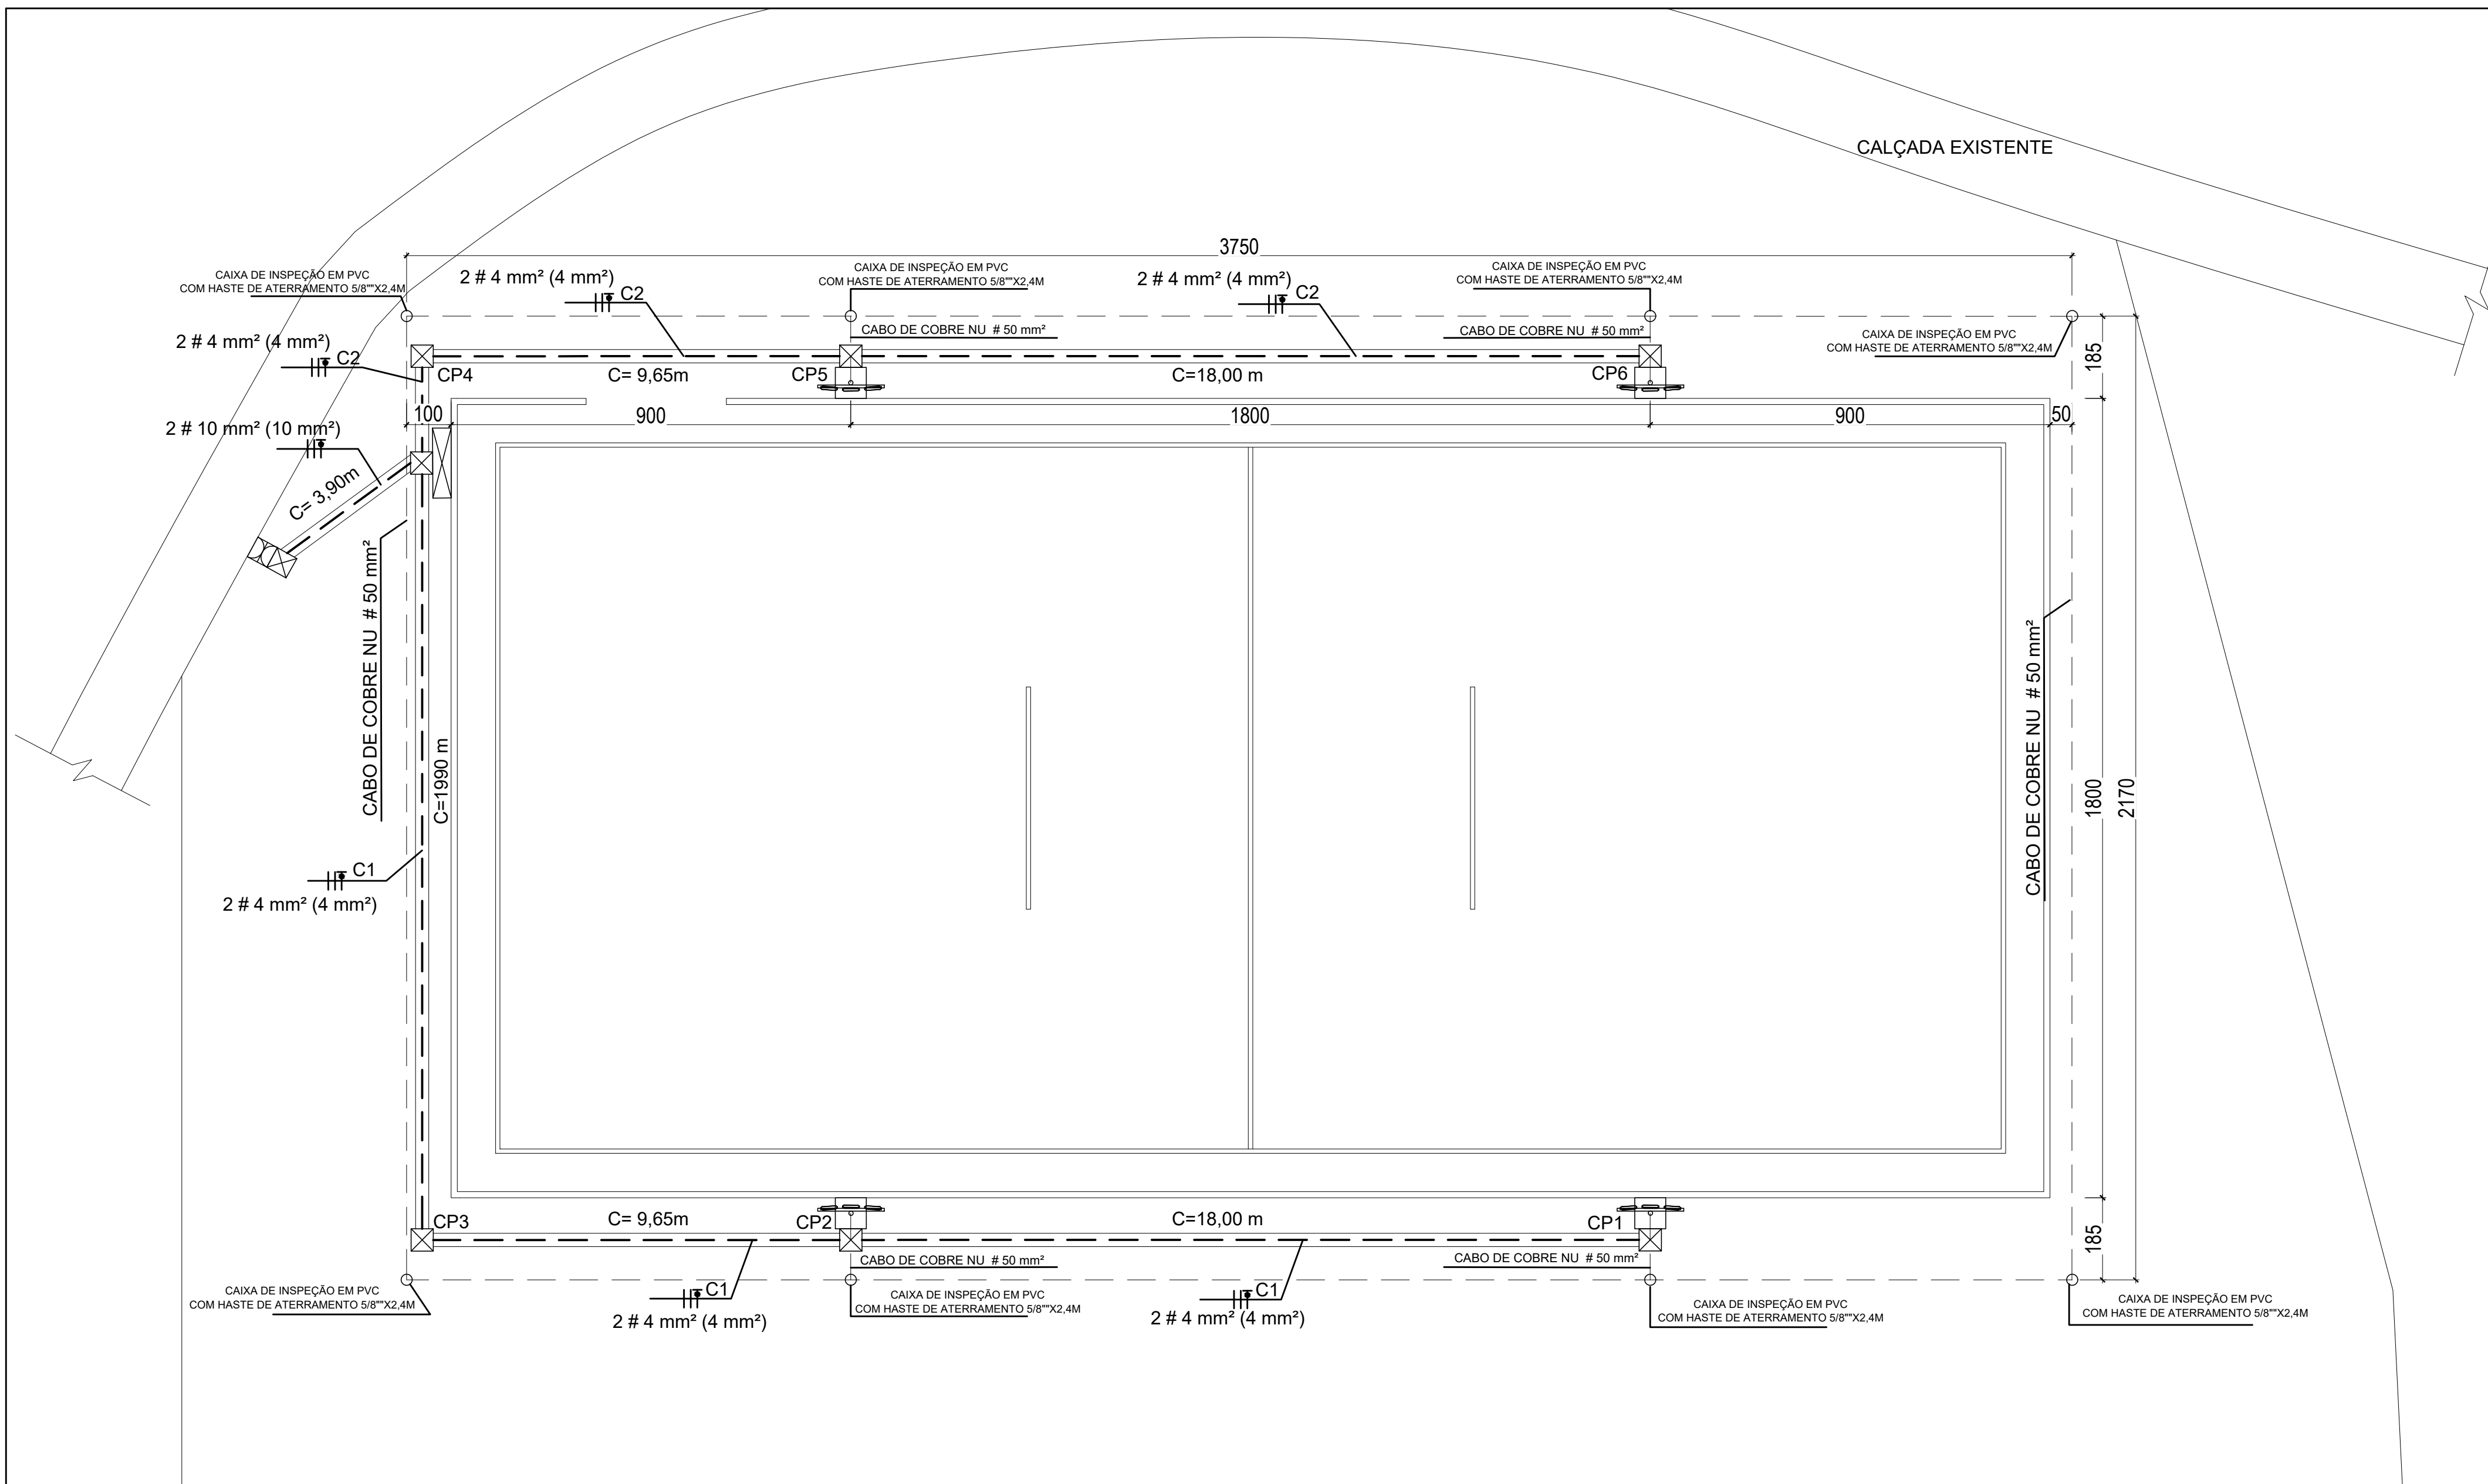 CALÇADA EXISTENTE
3750
CAIXA DE INSPEÇÃO EM PVC
COM HASTE DE ATERRAMENTO 5/8""X2,4M
2 # 4 mm² (4 mm²)
C2
CAIXA DE INSPEÇÃO EM PVC
COM HASTE DE ATERRAMENTO 5/8""X2,4M
2 # 4 mm² (4 mm²)
C2
CAIXA DE INSPEÇÃO EM PVC
COM HASTE DE ATERRAMENTO 5/8""X2,4M
CABO DE COBRE NU # 50 mm²
CABO DE COBRE NU # 50 mm²
CAIXA DE INSPEÇÃO EM PVC
COM HASTE DE ATERRAMENTO 5/8""X2,4M
2 # 4 mm² (4 mm²)
C2
CP4
C= 9,65m
CP5
C=18,00 m
CP6
185
100
900
1800
900
50
2 # 10 mm² (10 mm²)
C= 3,90m
CABO DE COBRE NU # 50 mm²
C=1990 m
CABO DE COBRE NU # 50 mm²
1800
2170
C1
2 # 4 mm² (4 mm²)
CP3
C= 9,65m
CP2
C=18,00 m
CP1
185
CABO DE COBRE NU # 50 mm²
CABO DE COBRE NU # 50 mm²
CAIXA DE INSPEÇÃO EM PVC
COM HASTE DE ATERRAMENTO 5/8""X2,4M
C1
2 # 4 mm² (4 mm²)
CAIXA DE INSPEÇÃO EM PVC
COM HASTE DE ATERRAMENTO 5/8""X2,4M
C1
2 # 4 mm² (4 mm²)
CAIXA DE INSPEÇÃO EM PVC
COM HASTE DE ATERRAMENTO 5/8""X2,4M
CAIXA DE INSPEÇÃO EM PVC
COM HASTE DE ATERRAMENTO 5/8""X2,4M